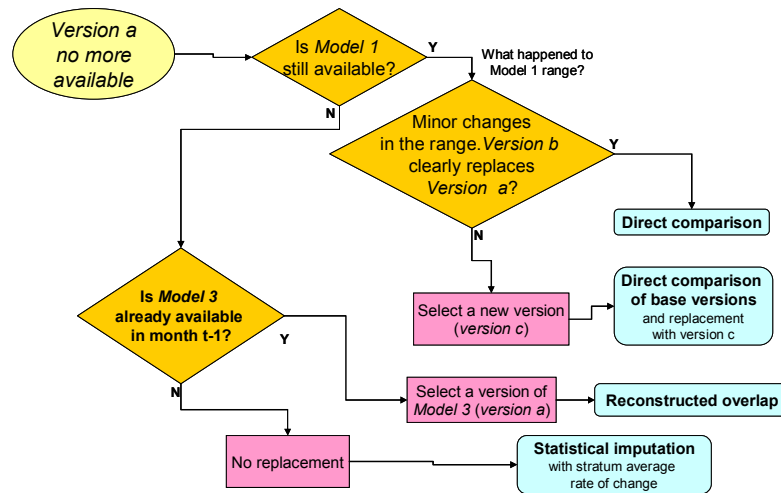 Version a
no more
available
Is Model 1
still available?
Y
N
What happened to
Model 1 range?
Minor changes
in the range. Version b
clearly replaces
Version a?
Y
N
Direct comparison
Is Model 3
already available
in month t-1?
Y
N
Select a new version
(version c)
Direct comparison
of base versions
and replacement
with version c
Select a version of
Model 3 (version a)
Reconstructed overlap
No replacement
Statistical imputation
with stratum average
rate of change